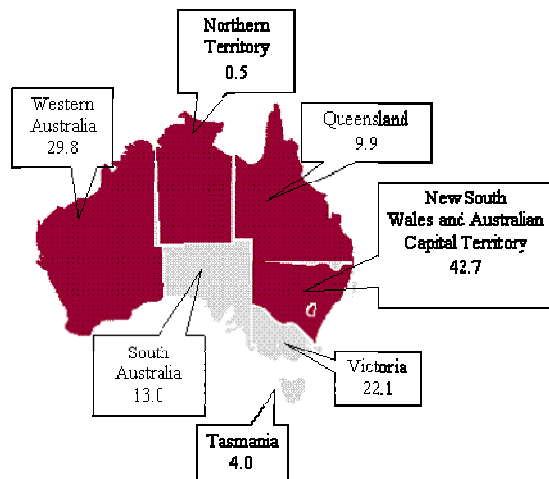 Northern
Territory
0.5
Western
Australia
29.8
Queensland
9.9
New South
Wales and Australian
Capital Territory
42.7
South
Australia
13.0
Victoria
22.1
Tasmania
4.0